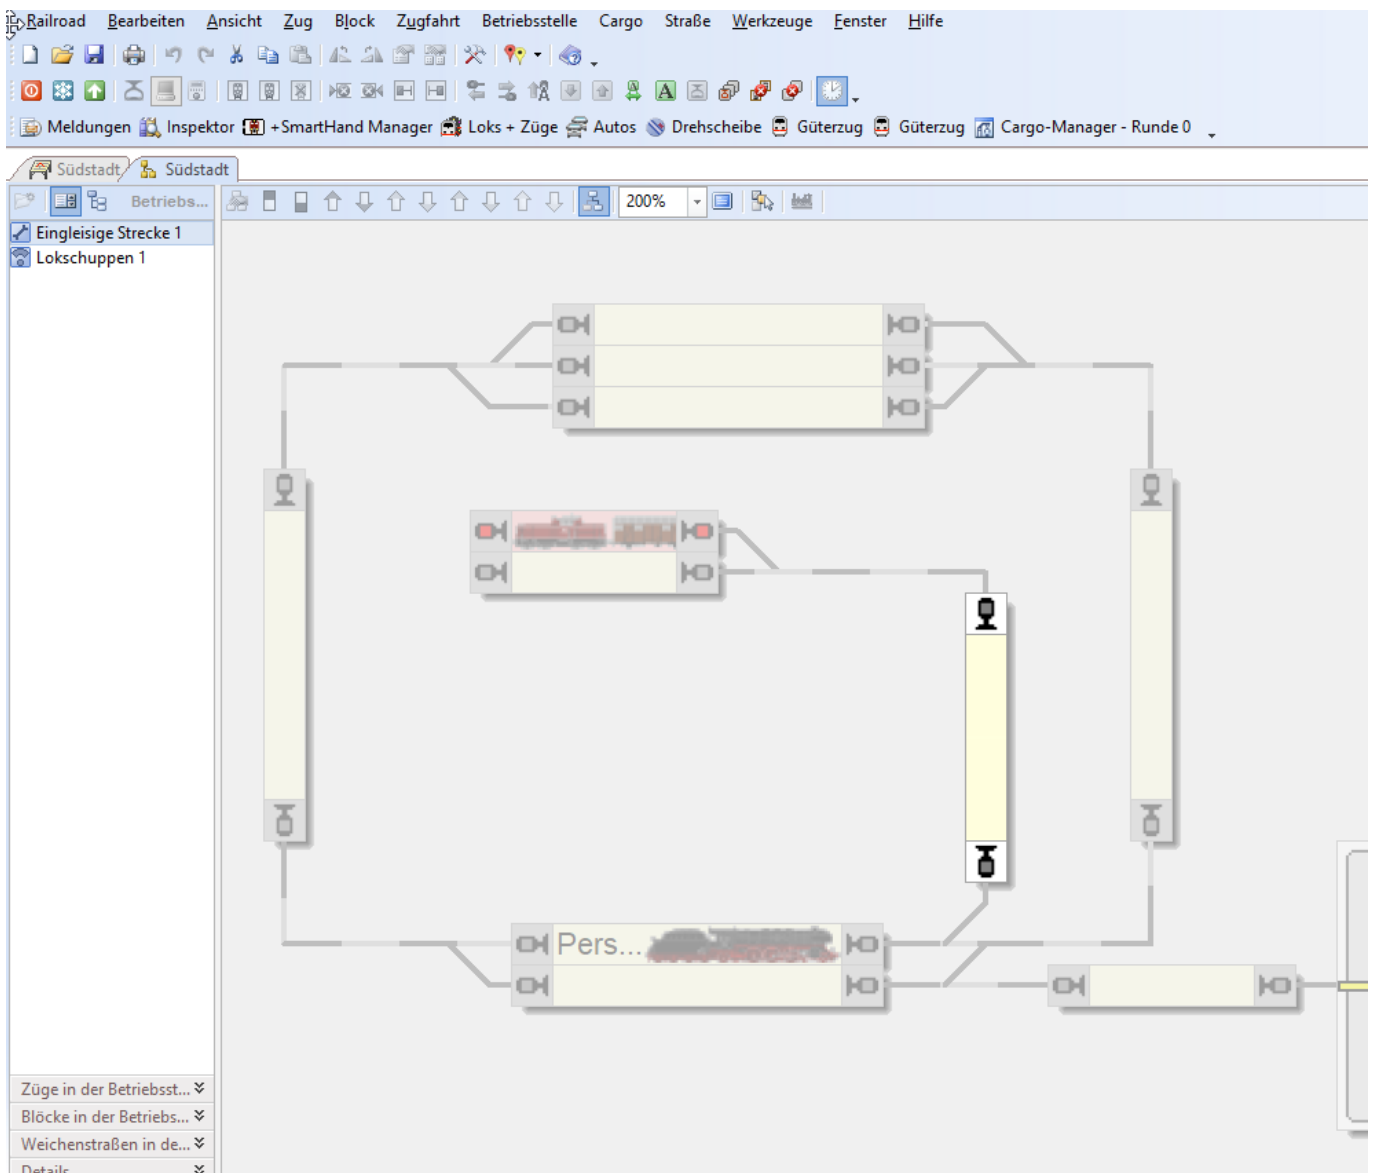 Railroad Bearbeiten Ansicht Zug Block Zugfahrt Betriebsstelle Cargo Straße Werkzeuge Fenster Hilfe
A A
Meldungen Inspektor + SmartHand Manager Loks + Züge Autos Drehscheibe Güterzug Güterzug Cargo-Manager - Runde 0
Südstadt Südstadt
Betriebs... 200%
Eingleisige Strecke 1
Lokschuppen 1
Pers...
Züge in der Betriebsst...
Blöcke in der Betriebs...
Weichenstraßen in de...
Details